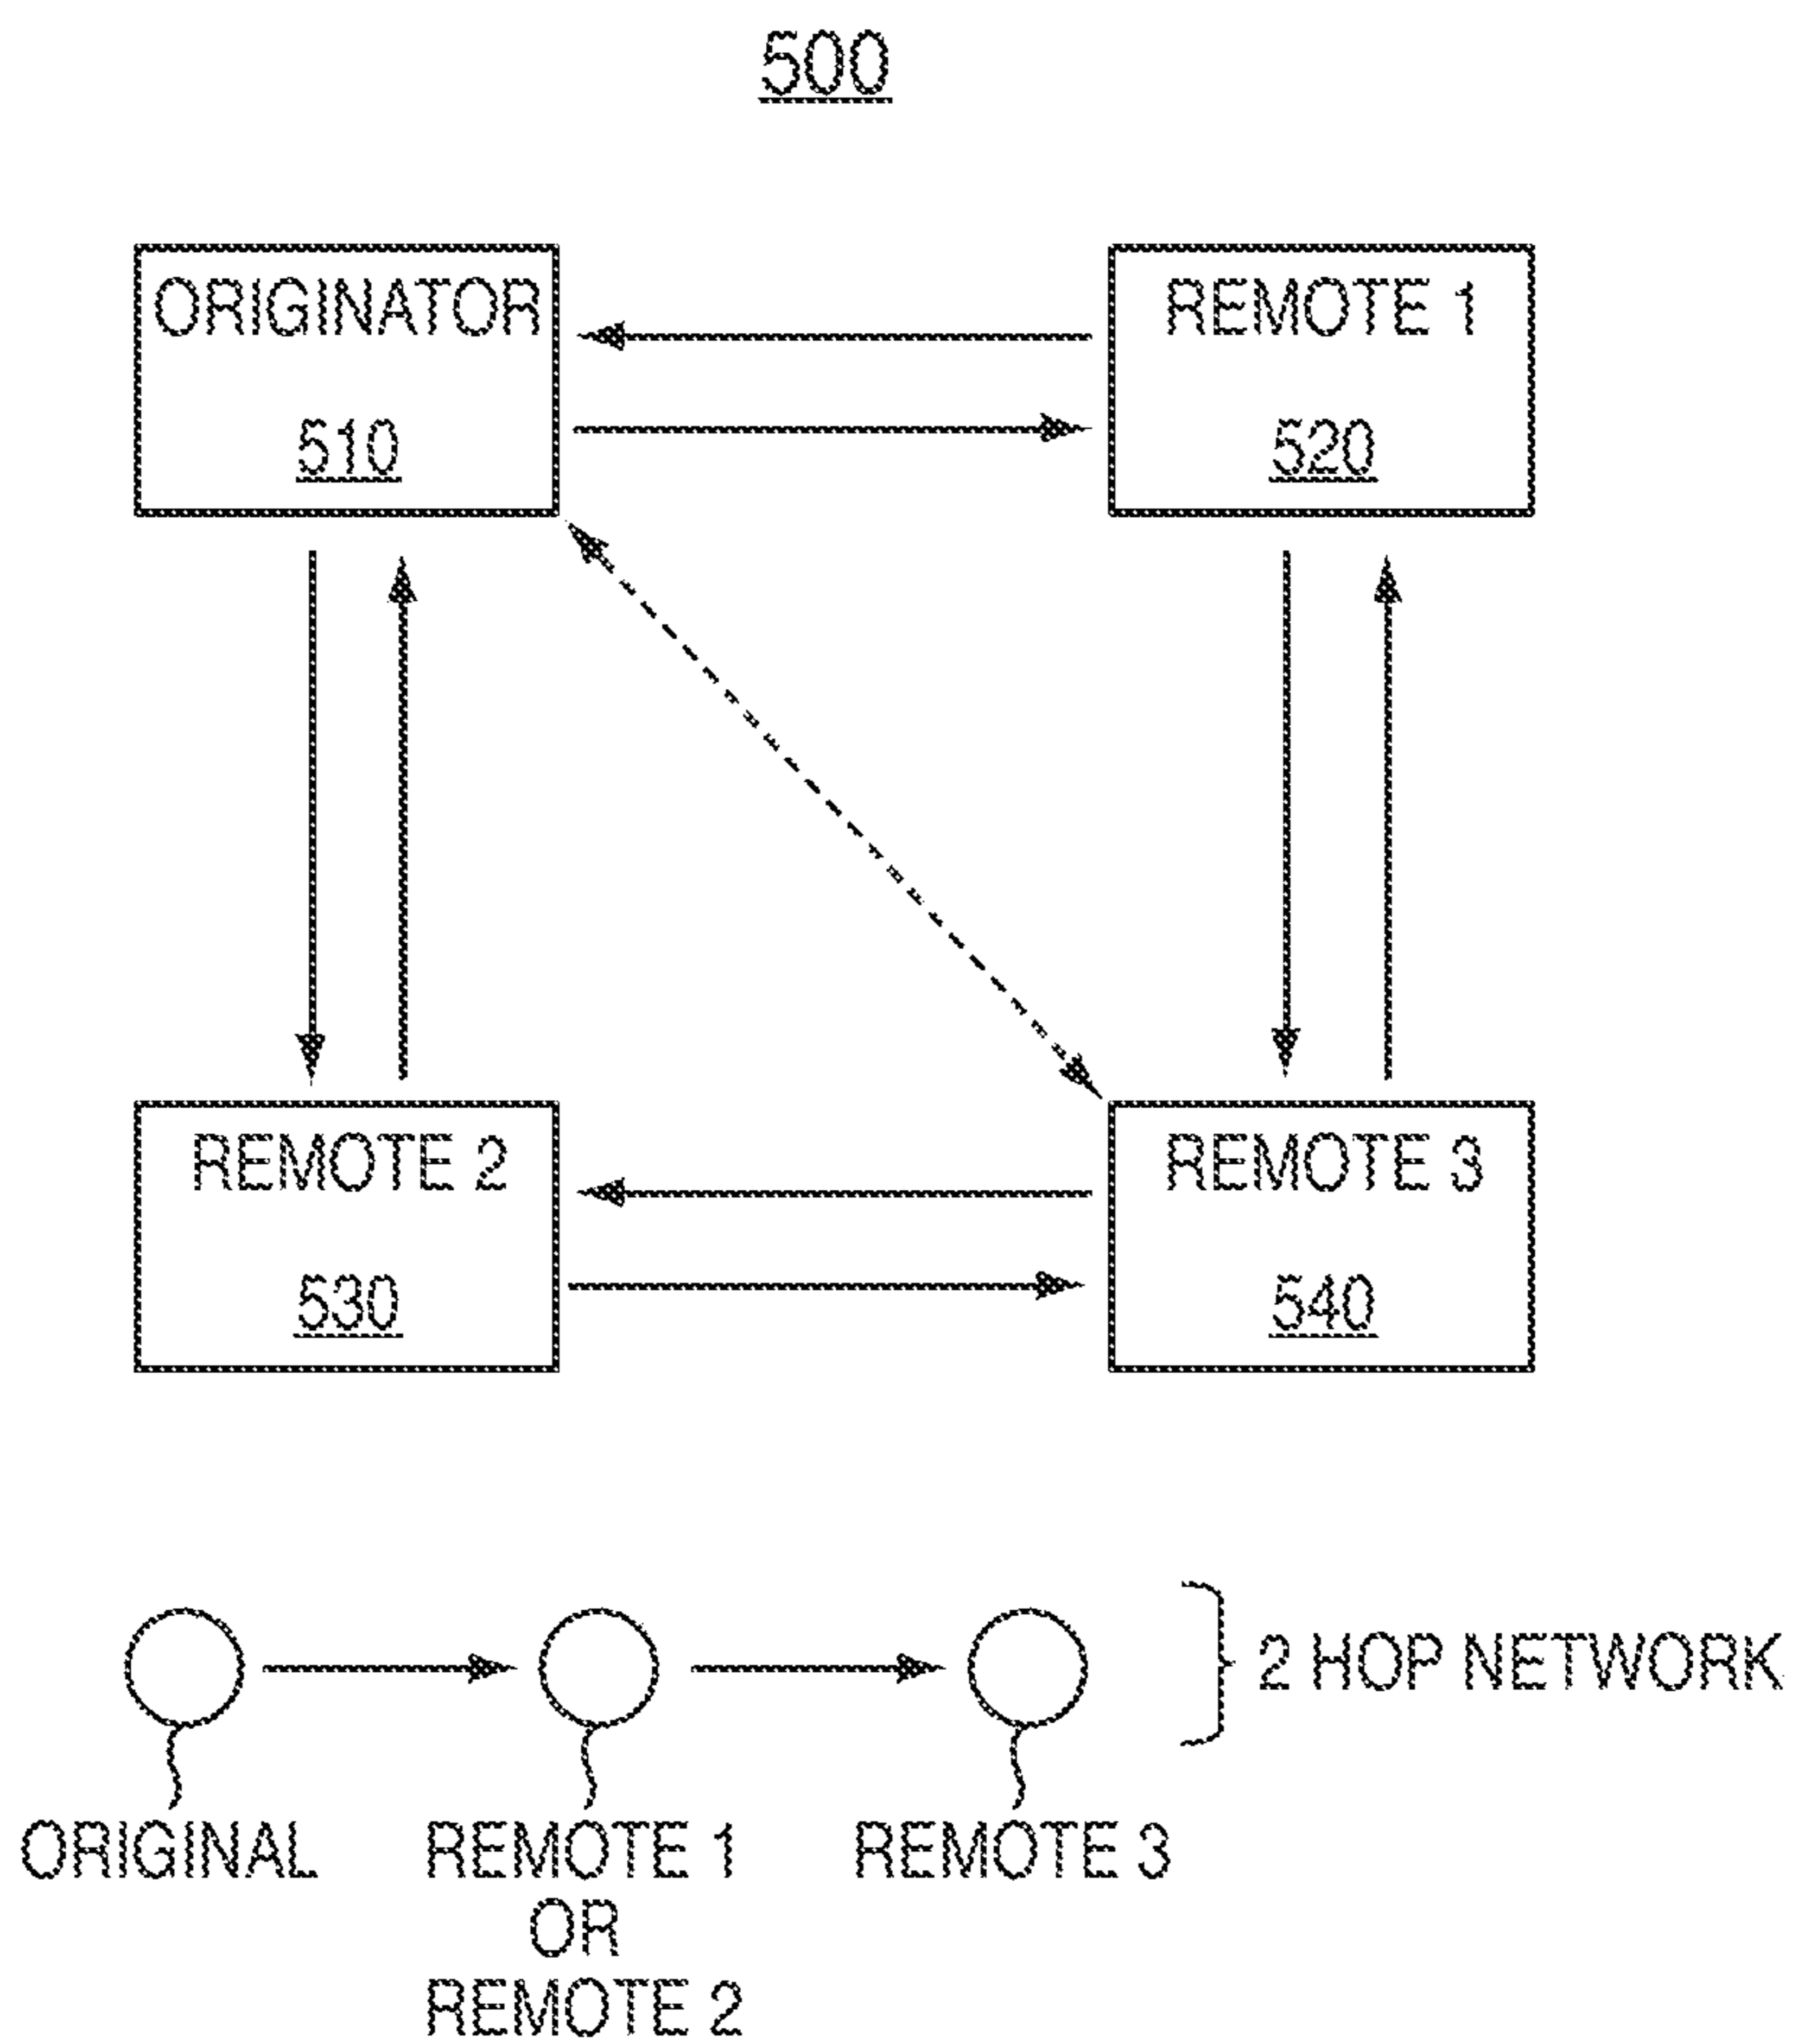 500
ORIGINATOR
510
REMOTE 1
520
REMOTE 2
530
REMOTE 3
540
2 HOP NETWORK
ORIGINAL
REMOTE 1
OR
REMOTE 2
REMOTE 3